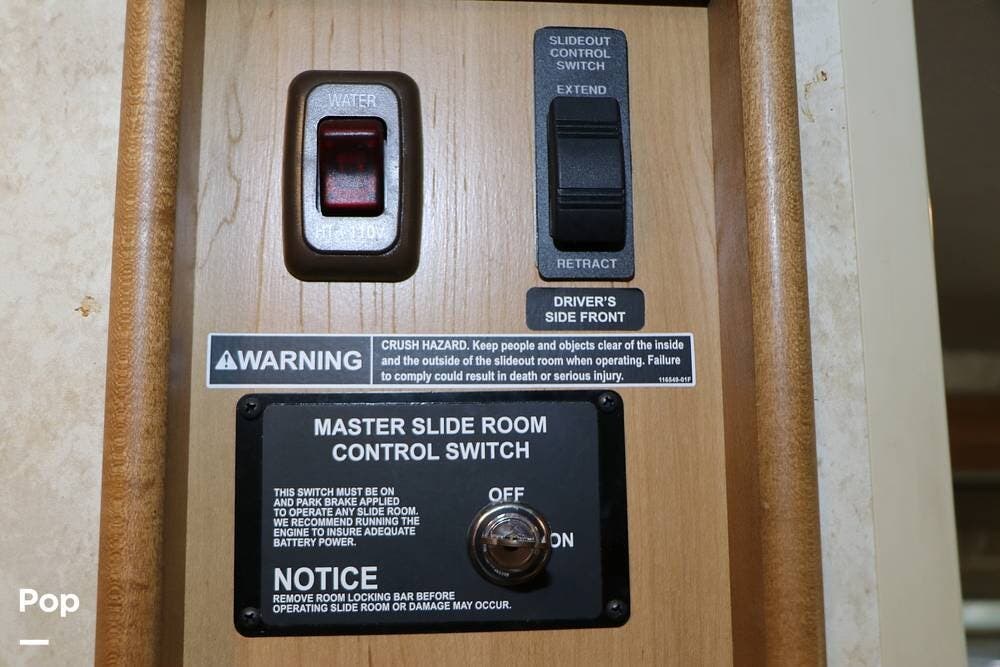 WATER
HTR 110V
SLIDEOUT
CONTROL
SWITCH
EXTEND
RETRACT
DRIVER'S
SIDE FRONT
WARNING
CRUSH HAZARD. Keep people and objects clear of the inside
and the outside of the slideout room when operating. Failure
to comply could result in death or serious injury.
116549-01F
MASTER SLIDE ROOM
CONTROL SWITCH
THIS SWITCH MUST BE ON
AND PARK BRAKE APPLIED
TO OPERATE ANY SLIDE ROOM.
WE RECOMMEND RUNNING THE
ENGINE TO INSURE ADEQUATE
BATTERY POWER.
OFF
ON
NOTICE
REMOVE ROOM LOCKING BAR BEFORE
OPERATING SLIDE ROOM OR DAMAGE MAY OCCUR.
Pop